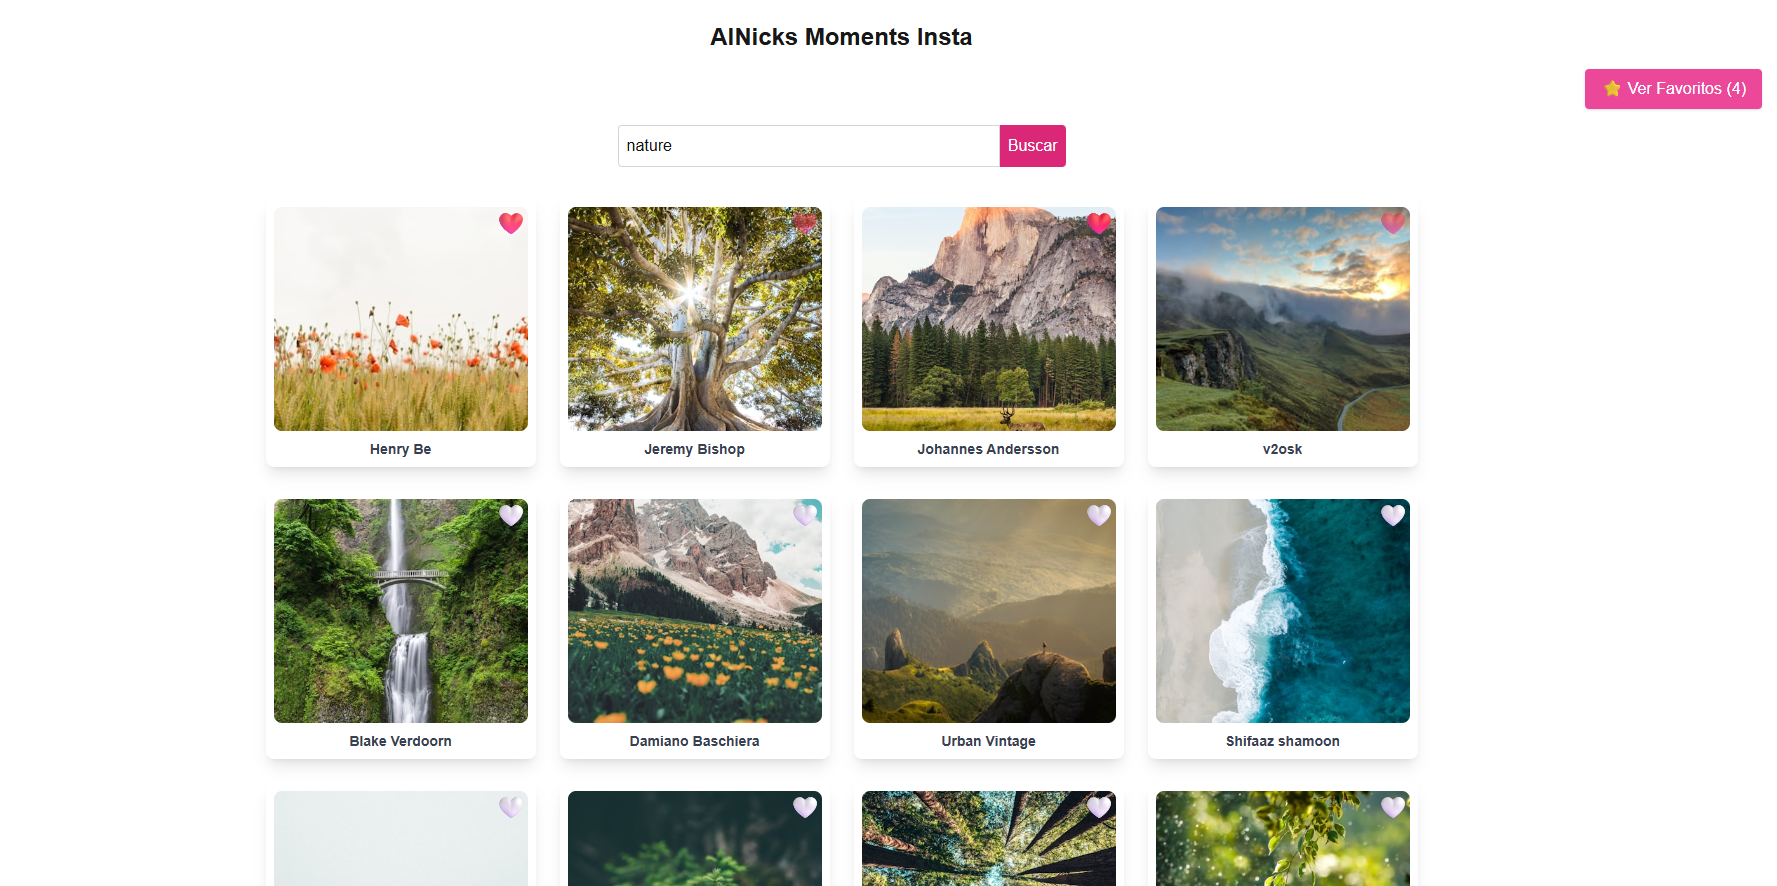 AINicks Moments Insta
Ver Favoritos (4)
nature
Buscar
Henry Be
Jeremy Bishop
Johannes Andersson
v2osk
Blake Verdoorn
Damiano Baschiera
Urban Vintage
Shifaaz shamoon